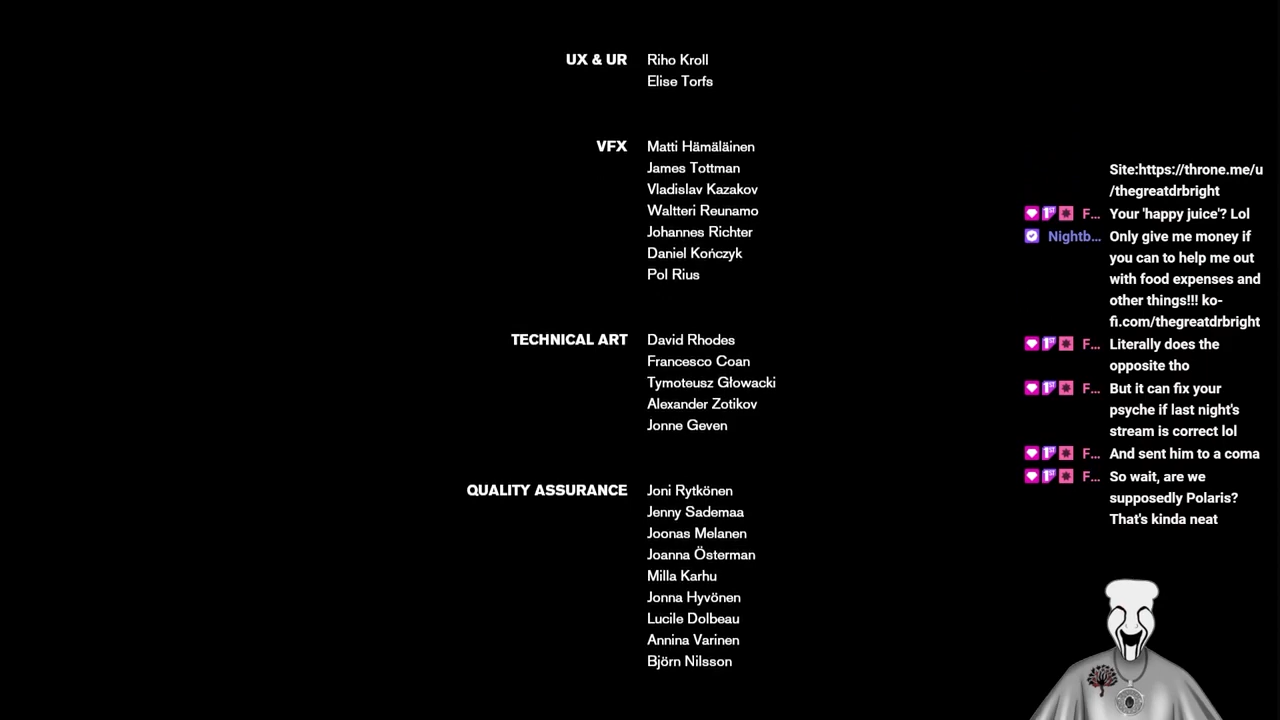 UX & UR Riho Kroll
Elise Torfs
VFX Matti Hämäläinen
James Tottman
Vladislav Kazakov
Waltteri Reunamo
Johannes Richter
Daniel Kończyk
Pol Rius
TECHNICAL ART David Rhodes
Francesco Coan
Tymoteusz Głowacki
Alexander Zotikov
Jonne Geven
QUALITY ASSURANCE Joni Rytkönen
Jenny Sademaa
Joonas Melanen
Joanna Österman
Milla Karhu
Jonna Hyvönen
Lucile Dolbeau
Annina Varinen
Björn Nilsson
Site:https://throne.me/u
/thegreatdrbright
F... Your 'happy juice'? Lol
Nightb... Only give me money if
you can to help me out
with food expenses and
other things!!! ko-
fi.com/thegreatdrbright
F... Literally does the
opposite tho
F... But it can fix your
psyche if last night's
stream is correct lol
F... And sent him to a coma
F... So wait, are we
supposedly Polaris?
That's kinda neat